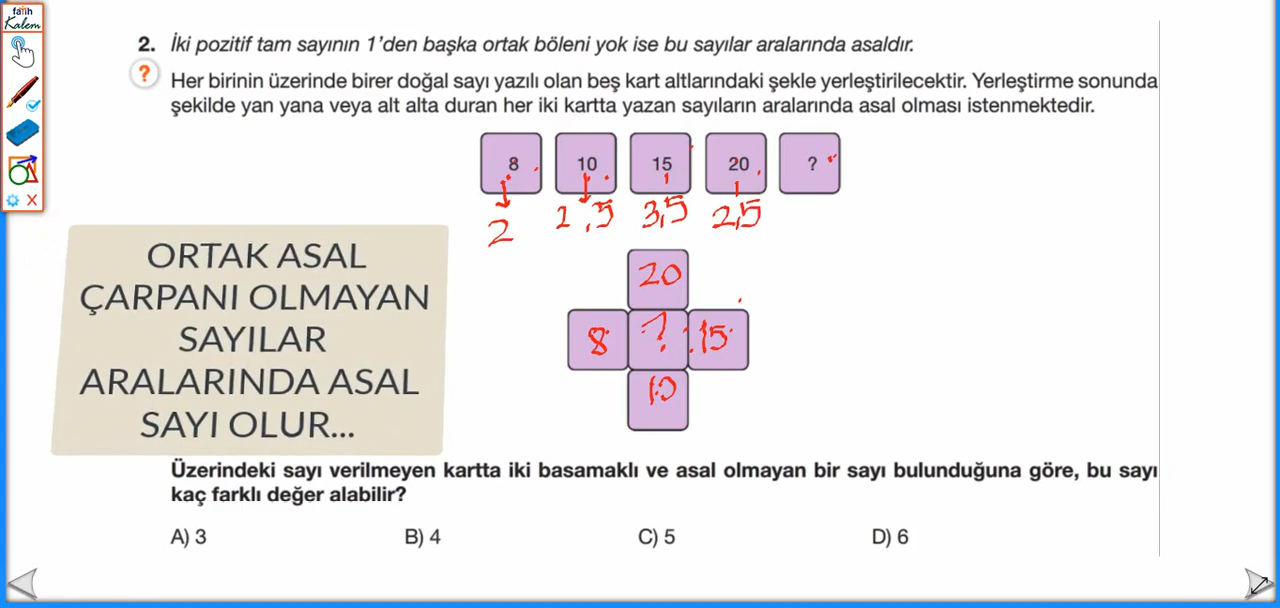 fatih
Kalem
2. İki pozitif tam sayının 1'den başka ortak böleni yok ise bu sayılar aralarında asaldır.
? Her birinin üzerinde birer doğal sayı yazılı olan beş kart altlarındaki şekle yerleştirilecektir. Yerleştirme sonunda
şekilde yan yana veya alt alta duran her iki kartta yazan sayıların aralarında asal olması istenmektedir.
8 10 15 20 ?
2 2,5 3,5 2,5
ORTAK ASAL
ÇARPANI OLMAYAN
SAYILAR
ARALARINDA ASAL
SAYI OLUR...
20
8 ? 15
10
Üzerindeki sayı verilmeyen kartta iki basamaklı ve asal olmayan bir sayı bulunduğuna göre, bu sayı
kaç farklı değer alabilir?
A) 3 B) 4 C) 5 D) 6